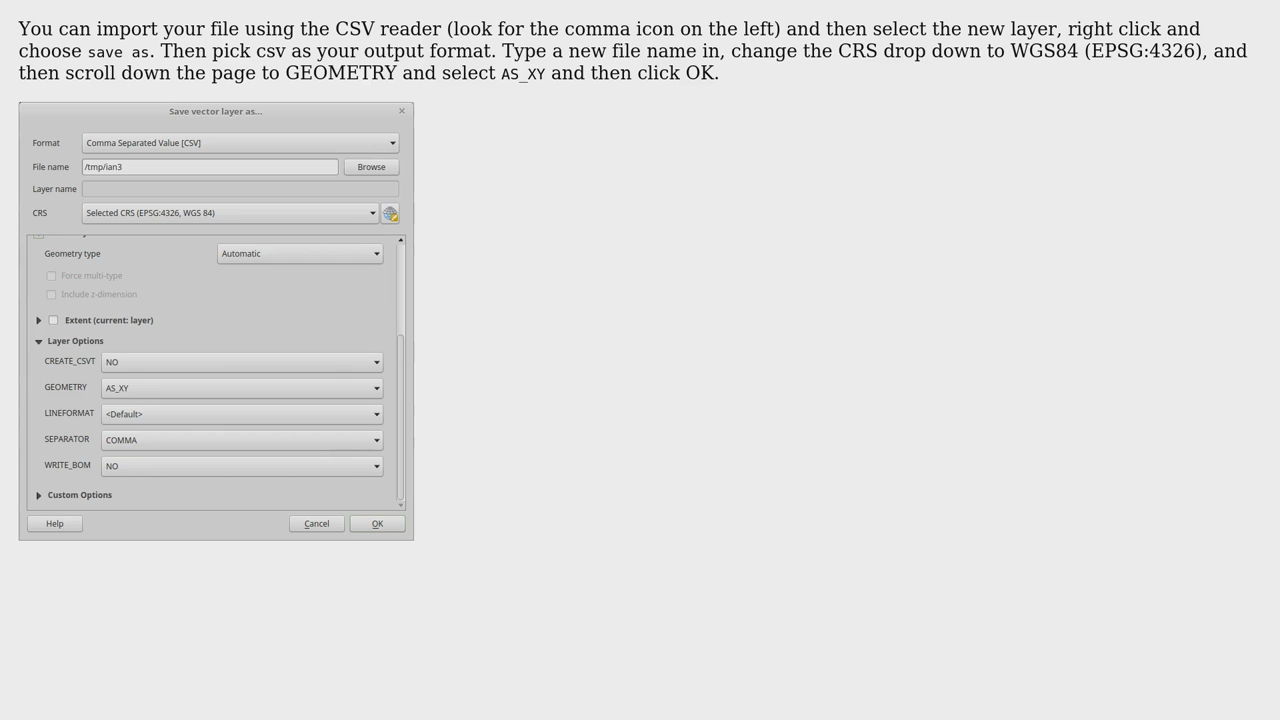 You can import your file using the CSV reader (look for the comma icon on the left) and then select the new layer, right click and
choose save as. Then pick csv as your output format. Type a new file name in, change the CRS drop down to WGS84 (EPSG:4326), and
then scroll down the page to GEOMETRY and select AS_XY and then click OK.
Save vector layer as...
Format Comma Separated Value [CSV]
File name /tmp/ian3 Browse
Layer name
CRS Selected CRS (EPSG:4326, WGS 84)
Geometry type Automatic
Force multi-type
Include z-dimension
Extent (current: layer)
Layer Options
CREATE_CSVT NO
GEOMETRY AS_XY
LINEFORMAT <Default>
SEPARATOR COMMA
WRITE_BOM NO
Custom Options
Help Cancel OK